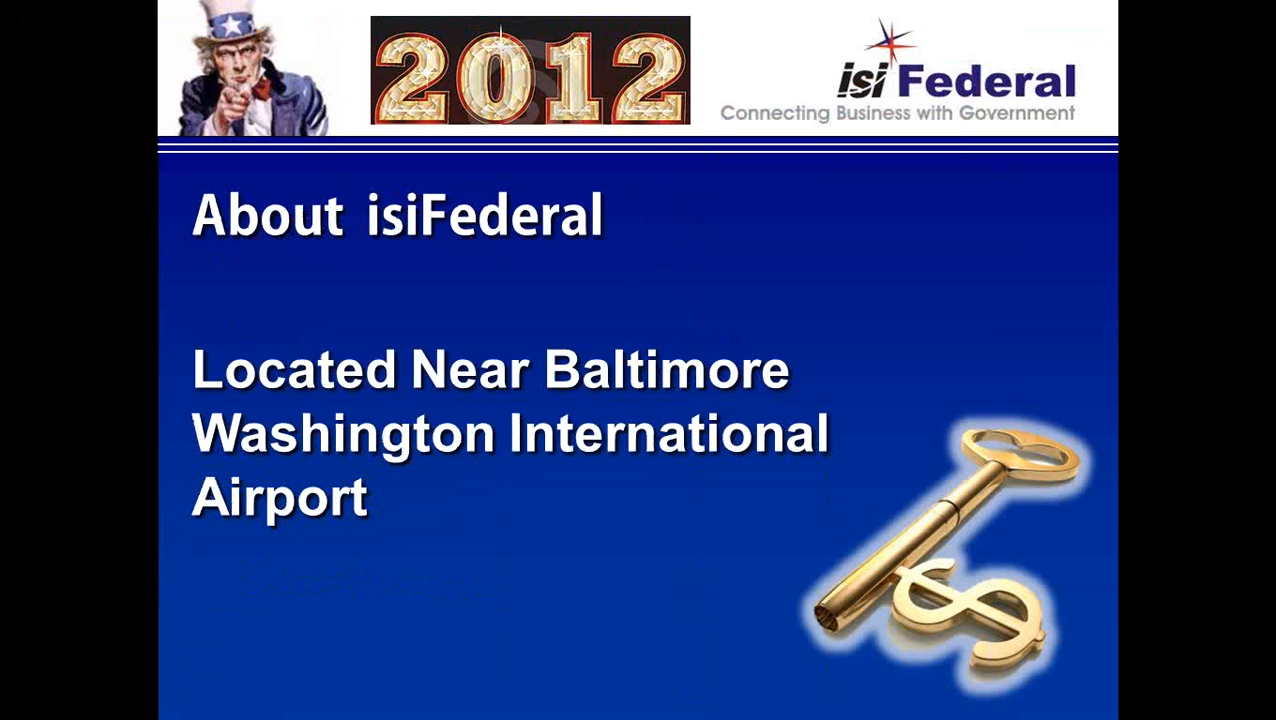 2012
isi Federal
Connecting Business with Government
About isiFederal
Located Near Baltimore
Washington International
Airport